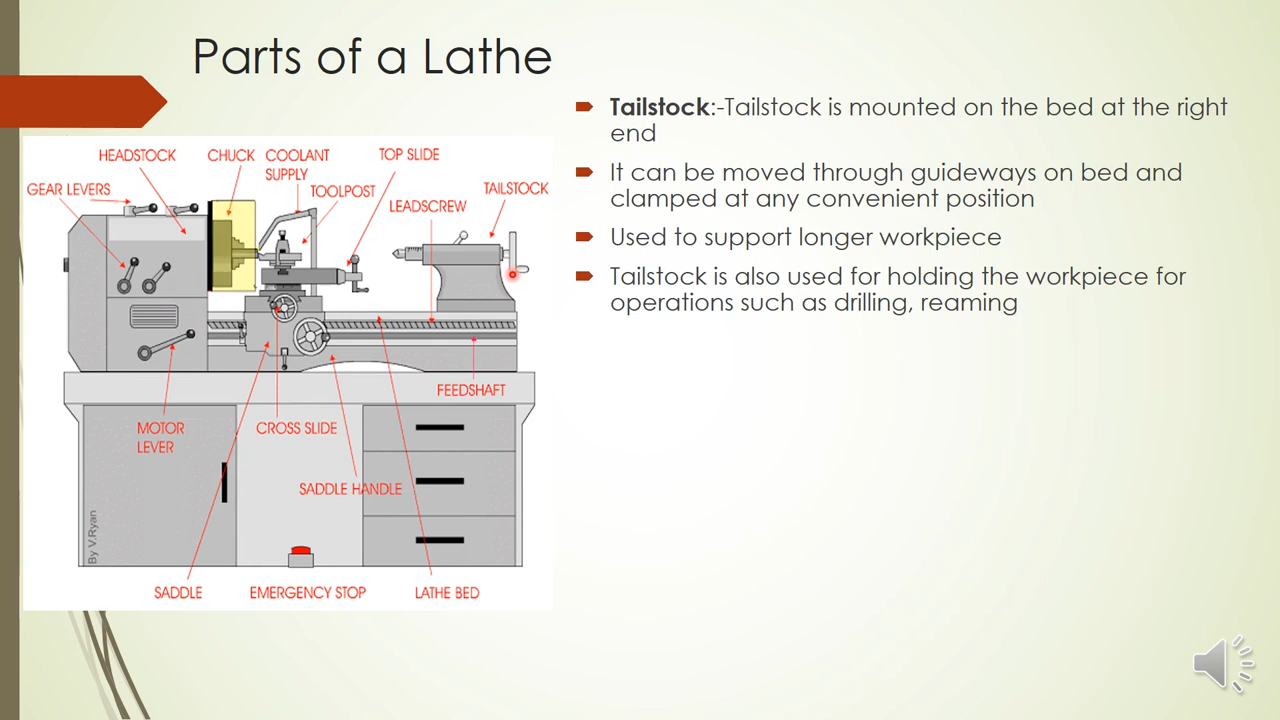 Parts of a Lathe
Tailstock:-Tailstock is mounted on the bed at the right
end
It can be moved through guideways on bed and
clamped at any convenient position
Used to support longer workpiece
Tailstock is also used for holding the workpiece for
operations such as drilling, reaming
HEADSTOCK
CHUCK
COOLANT
SUPPLY
TOP SLIDE
GEAR LEVERS
TOOLPOST
TAILSTOCK
LEADSCREW
FEEDSHAFT
MOTOR
LEVER
CROSS SLIDE
SADDLE HANDLE
By V.Ryan
SADDLE
EMERGENCY STOP
LATHE BED